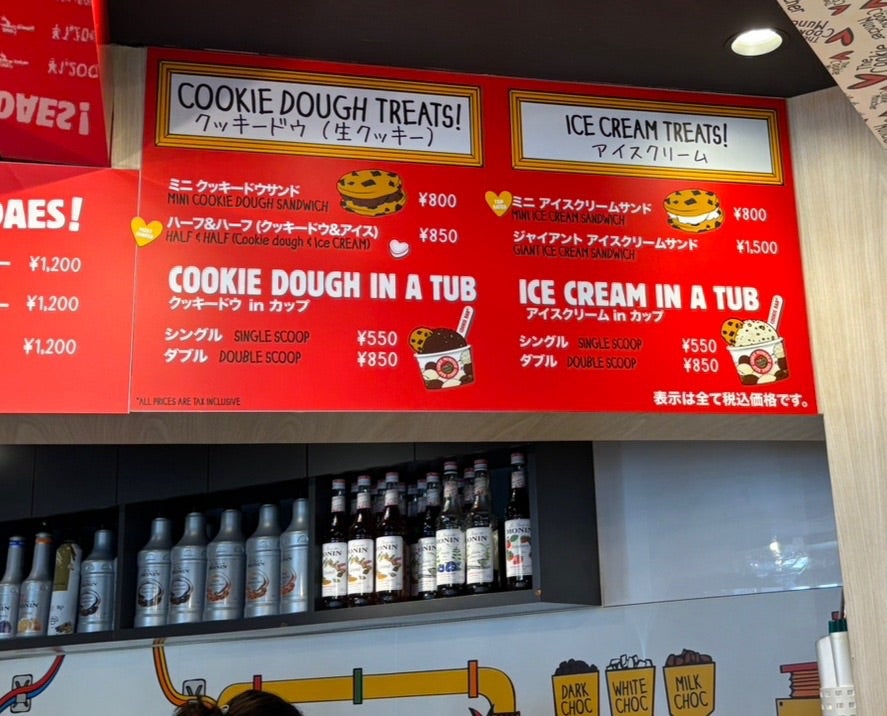 ¥1,200
DAES!
¥1,200
¥1,200
¥1,200
COOKIE DOUGH TREATS!
クッキードウ (生クッキー)
ミニ クッキードウサンド
MINI COOKIE DOUGH SANDWICH ¥800
ハーフ&ハーフ (クッキードウ&アイス)
HALF & HALF (Cookie dough & Ice CREAM) ¥850
COOKIE DOUGH IN A TUB
クッキードウ in カップ
シングル SINGLE SCOOP ¥550
ダブル DOUBLE SCOOP ¥850
*ALL PRICES ARE TAX INCLUSIVE
ICE CREAM TREATS!
アイスクリーム
ミニ アイスクリームサンド
MINI ICE CREAM SANDWICH ¥800
ジャイアント アイスクリームサンド
GIANT ICE CREAM SANDWICH ¥1,500
ICE CREAM IN A TUB
アイスクリーム in カップ
シングル SINGLE SCOOP ¥550
ダブル DOUBLE SCOOP ¥850
表示は全て税込価格です。
MONIN
MONIN
MONIN
MONIN
MONIN
DARK CHOC
WHITE CHOC
MILK CHOC